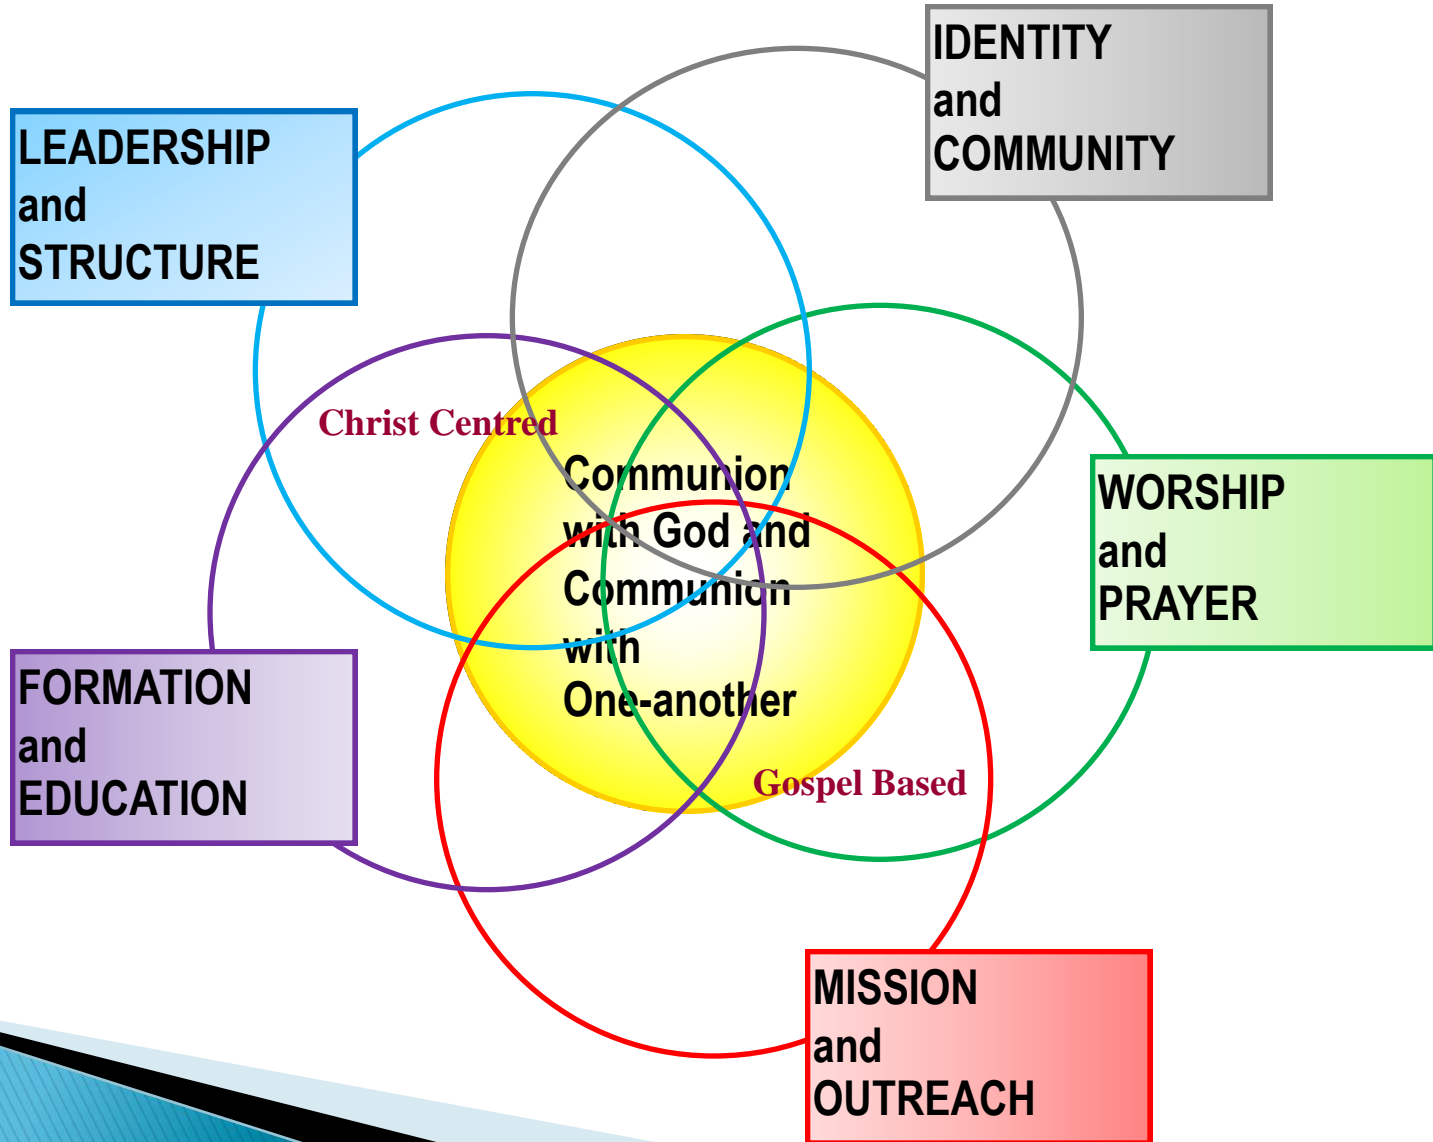 IDENTITY
and
COMMUNITY
LEADERSHIP
and
STRUCTURE
Christ Centred
Communion
with God and
Communion
with
One-another
WORSHIP
and
PRAYER
FORMATION
and
EDUCATION
Gospel Based
MISSION
and
OUTREACH